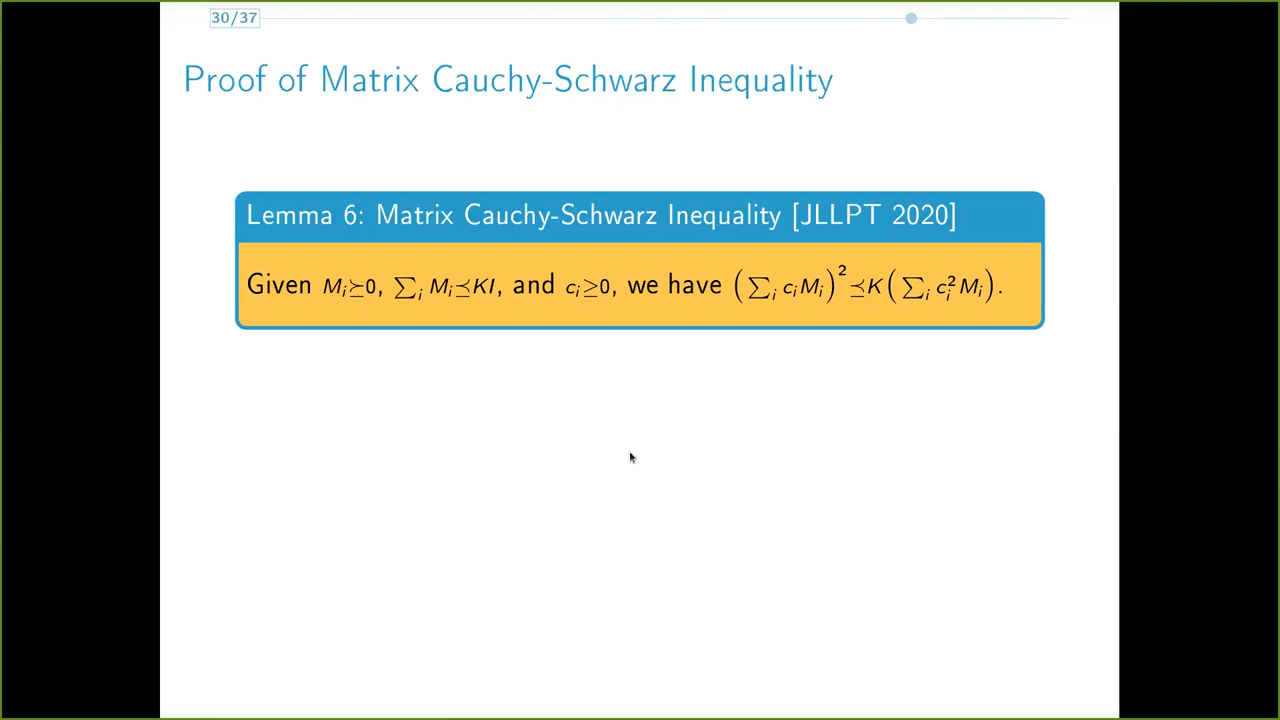 30/37
Proof of Matrix Cauchy-Schwarz Inequality
Lemma 6: Matrix Cauchy-Schwarz Inequality [JLLPT 2020]
Given M_i⪰0, ∑_i M_i⪯KI, and c_i≥0, we have (∑_i c_i M_i)^2⪯K(∑_i c_i^2 M_i).